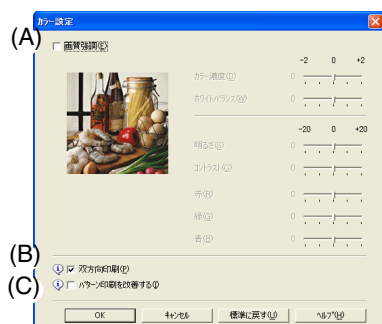 カラー設定
(A)
画質強調(E)
-2 0 +2
カラー濃度(D) 0
ホワイトバランス(W) 0
-20 0 +20
明るさ(S) 0
コントラスト(C) 0
赤(R) 0
緑(G) 0
青(B) 0
(B)
双方向印刷(P)
(C)
パターン印刷を改善する(I)
OK キャンセル 標準に戻す(U) ヘルプ(H)